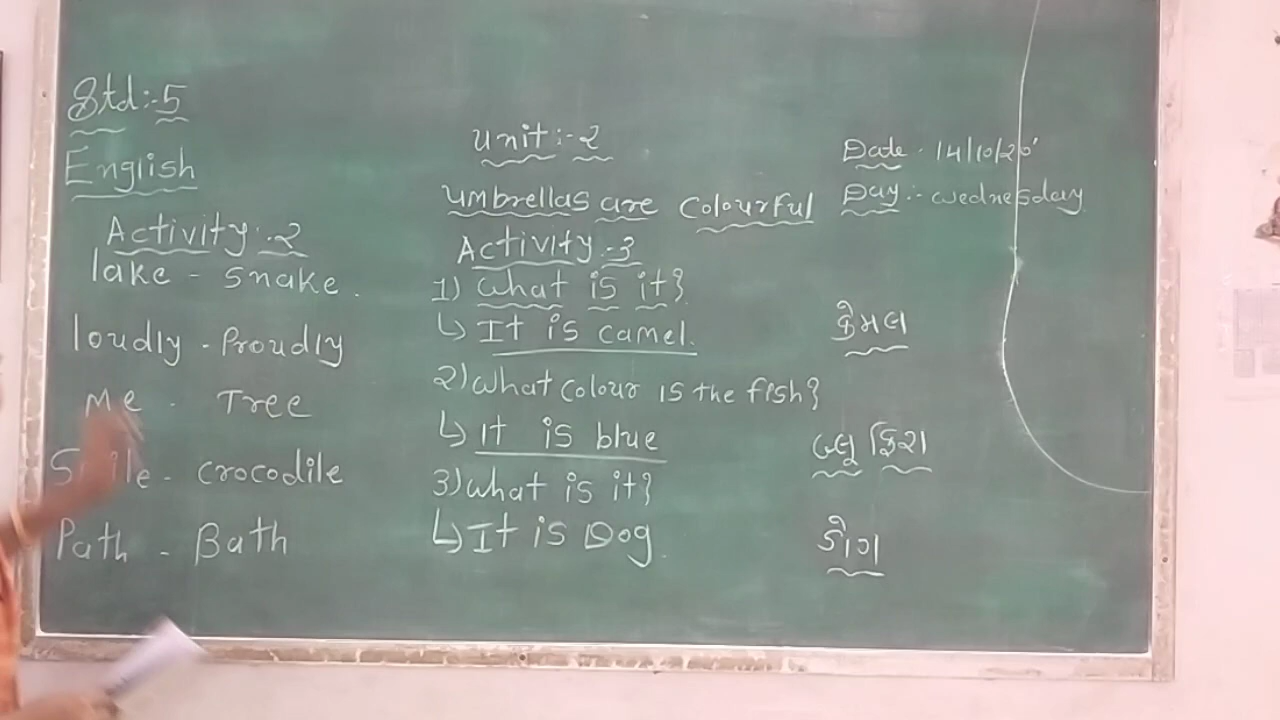 Std:-5
English
Activity:-2
lake - snake.
loudly - Proudly
Me - Tree
- crocodile
Path - Bath
Unit:-2
Umbrellas are Colourful
Activity:-3
1) What is it?
↳ It is camel.
2) What colour is the fish?
↳ It is blue
3) What is it?
↳ It is Dog.
Date - 14/10/20'
Day:- Wednesday
કેમલ
બ્લુ ફિશ
ડોગ